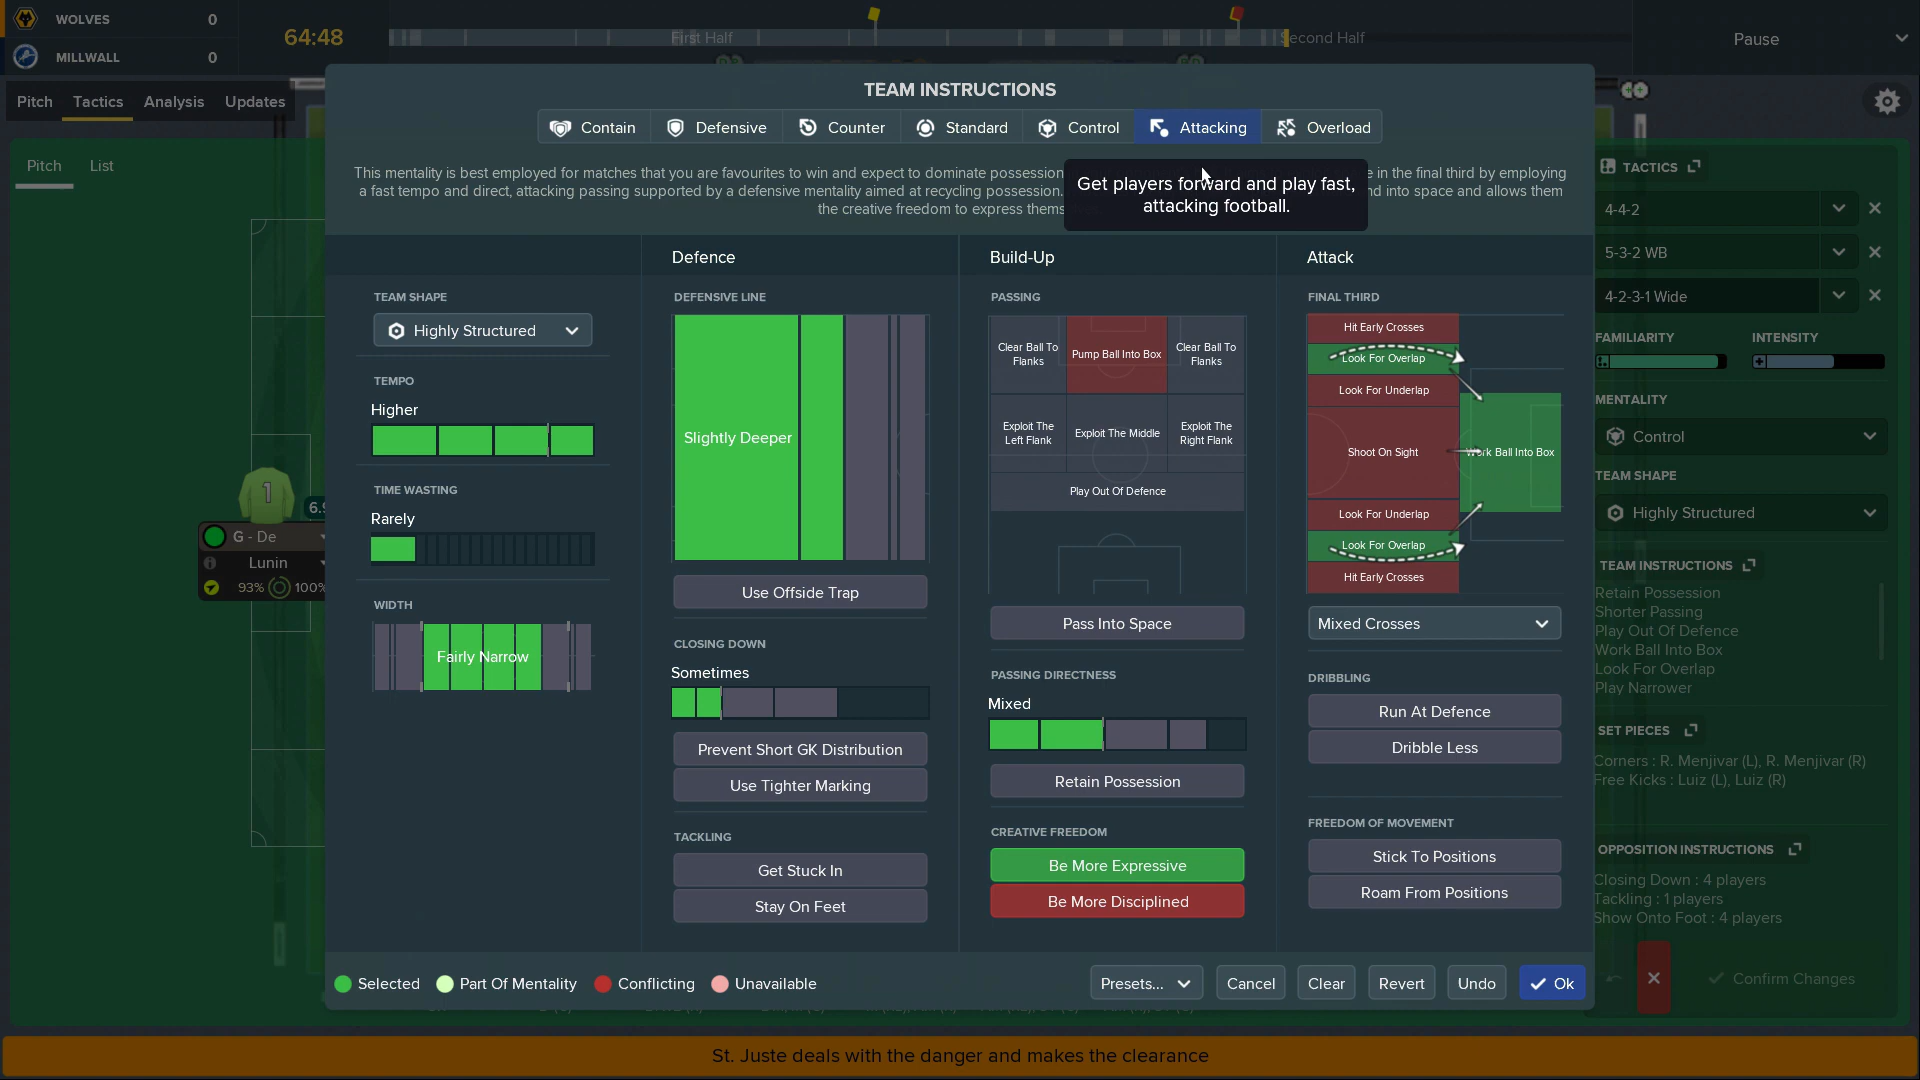 WOLVES 0
MILLWALL 0
64:48
First Half
Second Half
Pause
Pitch Tactics Analysis Updates
Pitch List
TEAM INSTRUCTIONS
Contain Defensive Counter Standard Control Attacking Overload
This mentality is best employed for matches that you are favourites to win and expect to dominate possession e in the final third by employing
a fast tempo and direct, attacking passing supported by a defensive mentality aimed at recycling possession. nd into space and allows them
the creative freedom to express
Get players forward and play fast,
attacking football.
TEAM SHAPE
Highly Structured
TEMPO
Higher
TIME WASTING
Rarely
WIDTH
Fairly Narrow
Defence
DEFENSIVE LINE
Slightly Deeper
Use Offside Trap
CLOSING DOWN
Sometimes
Prevent Short GK Distribution
Use Tighter Marking
TACKLING
Get Stuck In
Stay On Feet
Build-Up
PASSING
Clear Ball To
Flanks
Pump Ball Into Box
Clear Ball To
Flanks
Exploit The
Left Flank
Exploit The Middle
Exploit The
Right Flank
Play Out Of Defence
Pass Into Space
PASSING DIRECTNESS
Mixed
Retain Possession
CREATIVE FREEDOM
Be More Expressive
Be More Disciplined
Attack
FINAL THIRD
Hit Early Crosses
Look For Overlap
Look For Underlap
Shoot On Sight
Work Ball Into Box
Look For Underlap
Look For Overlap
Hit Early Crosses
Mixed Crosses
DRIBBLING
Run At Defence
Dribble Less
FREEDOM OF MOVEMENT
Stick To Positions
Roam From Positions
Selected Part Of Mentality Conflicting Unavailable
Presets... Cancel Clear Revert Undo Ok
1
6.9
G - De
Lunin
93% 100%
TACTICS
4-4-2
5-3-2 WB
4-2-3-1 Wide
FAMILIARITY INTENSITY
MENTALITY
Control
TEAM SHAPE
Highly Structured
TEAM INSTRUCTIONS
Retain Possession
Shorter Passing
Play Out Of Defence
Work Ball Into Box
Look For Overlap
Play Narrower
SET PIECES
Corners : R. Menjivar (L), R. Menjivar (R)
Free Kicks : Luiz (L), Luiz (R)
OPPOSITION INSTRUCTIONS
Closing Down : 4 players
Tackling : 1 players
Show Onto Foot : 4 players
Confirm Changes
St. Juste deals with the danger and makes the clearance